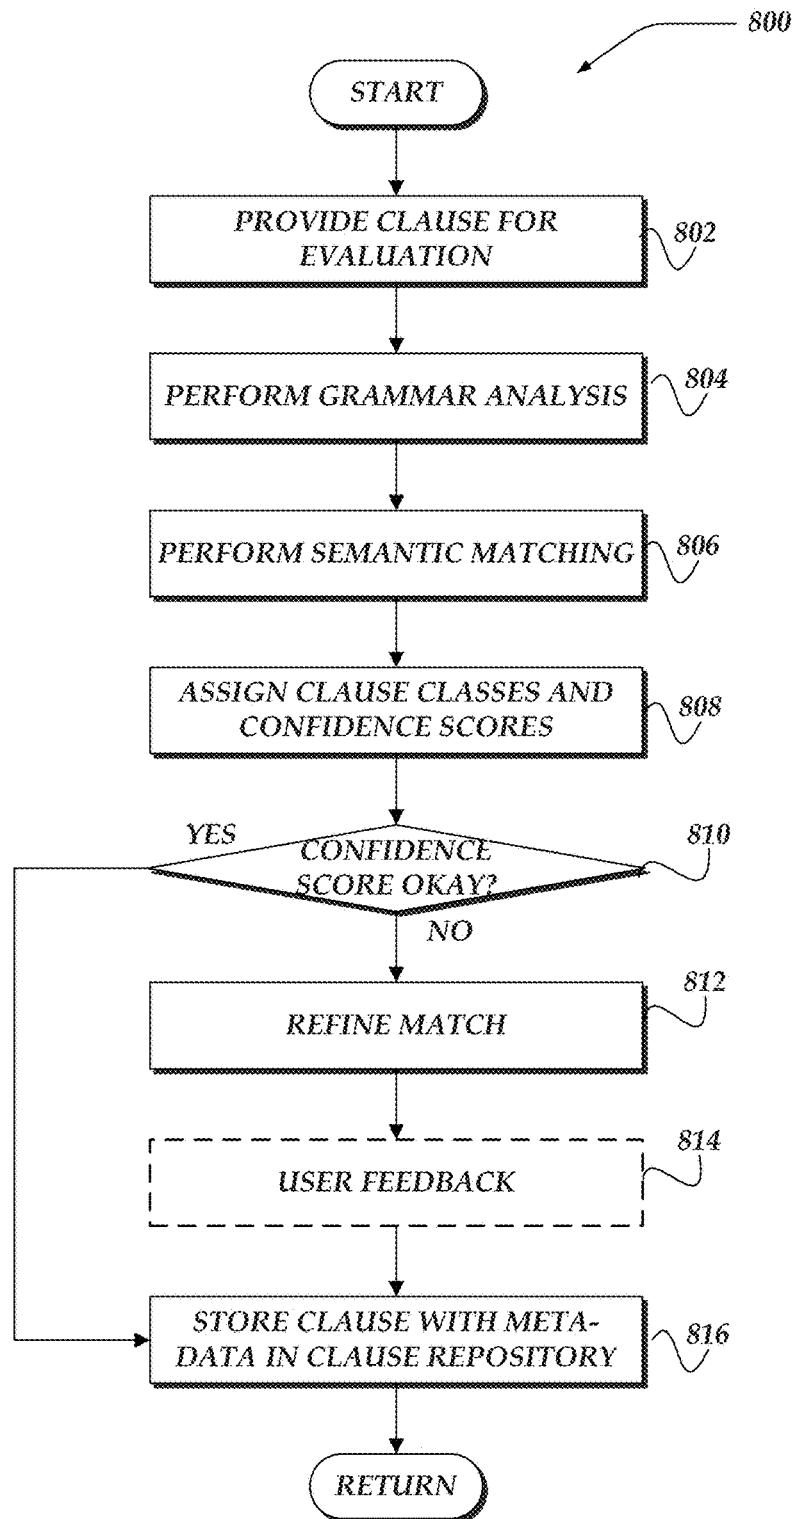 800
START
PROVIDE CLAUSE FOR
EVALUATION
802
PERFORM GRAMMAR ANALYSIS
804
PERFORM SEMANTIC MATCHING
806
ASSIGN CLAUSE CLASSES AND
CONFIDENCE SCORES
808
YES
CONFIDENCE
SCORE OKAY?
810
NO
REFINE MATCH
812
USER FEEDBACK
814
STORE CLAUSE WITH META-
DATA IN CLAUSE REPOSITORY
816
RETURN